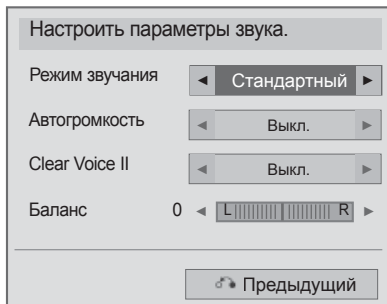 Настроить параметры звука.
Режим звучания ◄ Стандартный ►
Автогромкость ◄ Выкл. ►
Clear Voice II ◄ Выкл. ►
Баланс 0 ◄ L R ►
Предыдущий